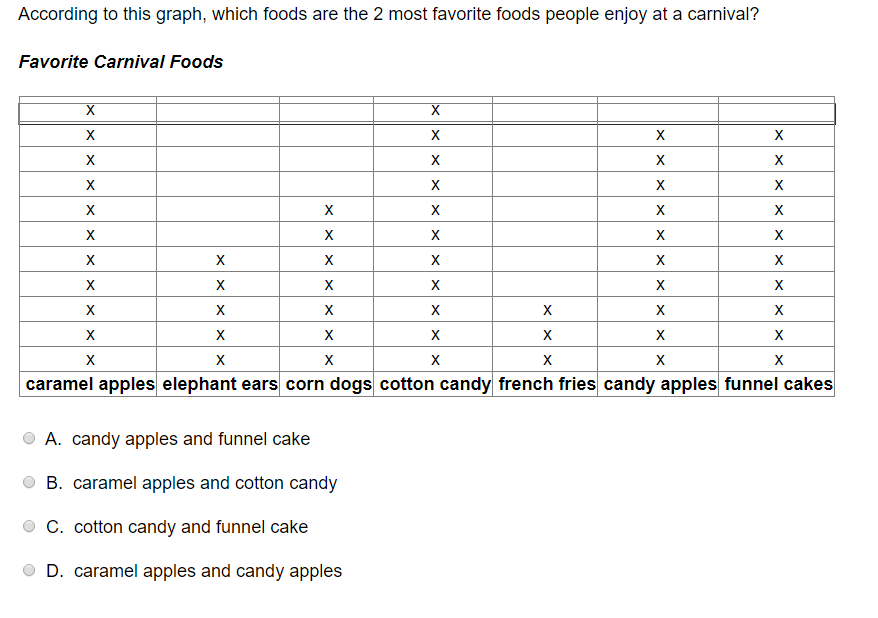 According to this graph, which foods are the 2 most favorite foods people enjoy at a carnival?
Favorite Carnival Foods
X X
X X X X
X X X X
X X X X
X X X X X
X X X X X
X X X X X X
X X X X X X
X X X X X X X
X X X X X X X
X X X X X X X
caramel apples elephant ears corn dogs cotton candy french fries candy apples funnel cakes
A. candy apples and funnel cake
B. caramel apples and cotton candy
C. cotton candy and funnel cake
D. caramel apples and candy apples